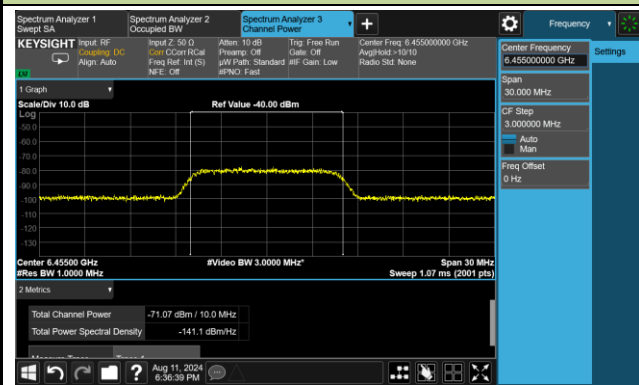 Spectrum Analyzer 1
Swept SA
Spectrum Analyzer 2
Occupied BW
Spectrum Analyzer 3
Channel Power
Frequency
KEYSIGHT
Input: RF
Coupling: DC
Align: Auto
Input Z: 50 Ω
Corr CCorr RCal
Freq Ref: Int (S)
NFE: Off
Atten: 10 dB
Preamp: Off
µW Path: Standard
#PNO: Fast
Trig: Free Run
Gate: Off
#IF Gain: Low
Center Freq: 6.455000000 GHz
Avg|Hold:>10/10
Radio Std: None
Center Frequency
6.455000000 GHz
Settings
Span
30.000 MHz
CF Step
3.000000 MHz
Auto
Man
Freq Offset
0 Hz
1 Graph
Scale/Div 10.0 dB
Ref Value -40.00 dBm
Log
-50.0
-60.0
-70.0
-80.0
-90.0
-100
-110
-120
-130
Center 6.45500 GHz
#Video BW 3.0000 MHz*
Span 30 MHz
#Res BW 1.0000 MHz
Sweep 1.07 ms (2001 pts)
2 Metrics
Total Channel Power
-71.07 dBm / 10.0 MHz
Total Power Spectral Density
-141.1 dBm/Hz
Aug 11, 2024
6:36:39 PM